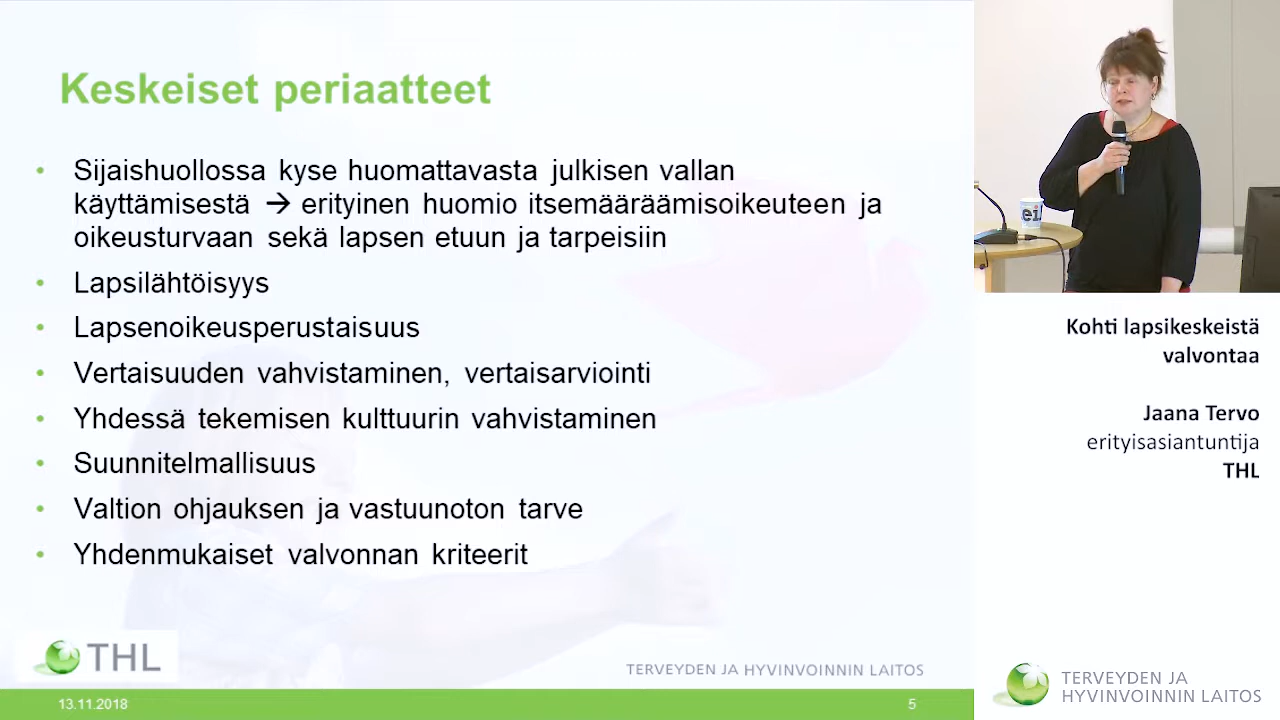 Keskeiset periaatteet
• Sijaishuollossa kyse huomattavasta julkisen vallan
käyttämisestä → erityinen huomio itsemääräämisoikeuteen ja
oikeusturvaan sekä lapsen etuun ja tarpeisiin
• Lapsilähtöisyys
• Lapsenoikeusperustaisuus
• Vertaisuuden vahvistaminen, vertaisarviointi
• Yhdessä tekemisen kulttuurin vahvistaminen
• Suunnitelmallisuus
• Valtion ohjauksen ja vastuunoton tarve
• Yhdenmukaiset valvonnan kriteerit
THL
TERVEYDEN JA HYVINVOINNIN LAITOS
13.11.2018
5
ei
Kohti lapsikeskeistä
valvontaa
Jaana Tervo
erityisasiantuntija
THL
TERVEYDEN JA
HYVINVOINNIN LAITOS